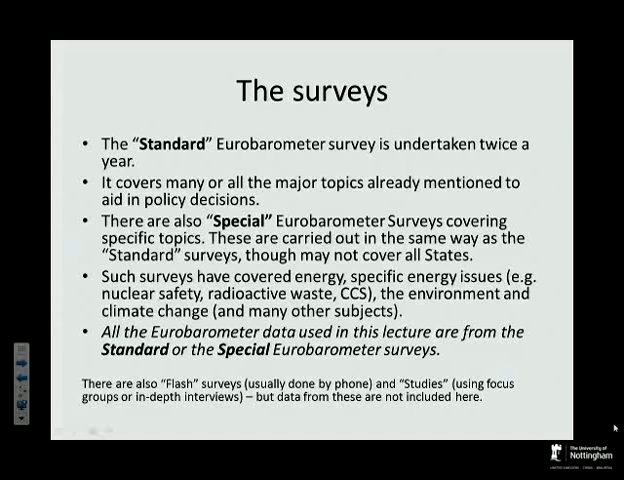 The surveys
• The “Standard” Eurobarometer survey is undertaken twice a
year.
• It covers many or all the major topics already mentioned to
aid in policy decisions.
• There are also “Special” Eurobarometer Surveys covering
specific topics. These are carried out in the same way as the
“Standard” surveys, though may not cover all States.
• Such surveys have covered energy, specific energy issues (e.g.
nuclear safety, radioactive waste, CCS), the environment and
climate change (and many other subjects).
• All the Eurobarometer data used in this lecture are from the
Standard or the Special Eurobarometer surveys.
There are also “Flash” surveys (usually done by phone) and “Studies” (using focus
groups or in-depth interviews) – but data from these are not included here.
The University of
Nottingham